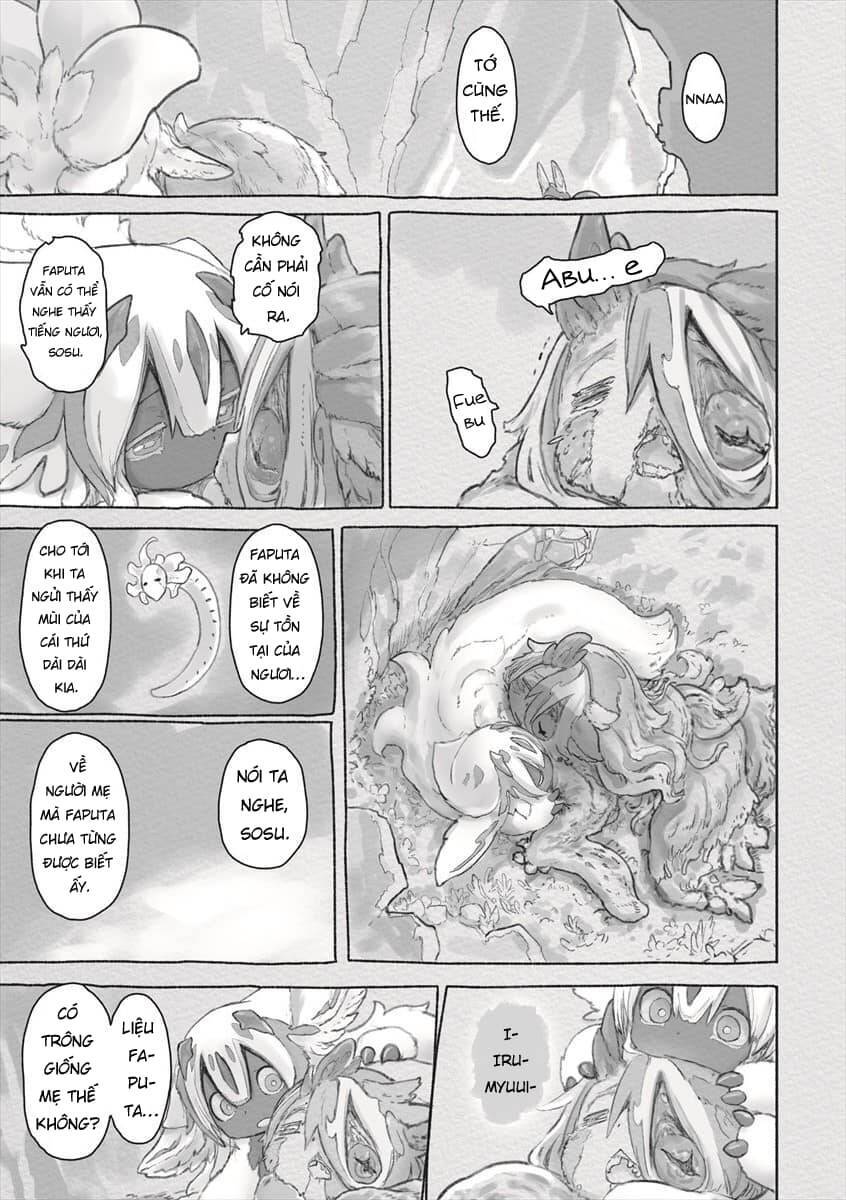 NNAA
TỚ
CŨNG
THẾ.
ABU... E
FUE
BU
KHÔNG
CẦN PHẢI
CỐ NÓI
RA.
FAPUTA
VẪN CÓ THỂ
NGHE THẤY
TIẾNG NGƯƠI,
SOSU.
FAPUTA
ĐÃ KHÔNG
BIẾT VỀ
SỰ TỒN
TẠI CỦA
NGƯƠI...
CHO TỚI
KHI TA
NGỬI THẤY
MÙI CỦA
CÁI THỨ
DÀI DÀI
KIA.
NÓI TA
NGHE,
SOSU.
VỀ
NGƯỜI MẸ
MÀ FAPUTA
CHƯA TỪNG
ĐƯỢC BIẾT
ẤY.
I-
IRU-
MYUUI-
LIỆU
FA-
PU-
TA...
CÓ
TRÔNG
GIỐNG
MẸ THẾ
KHÔNG?